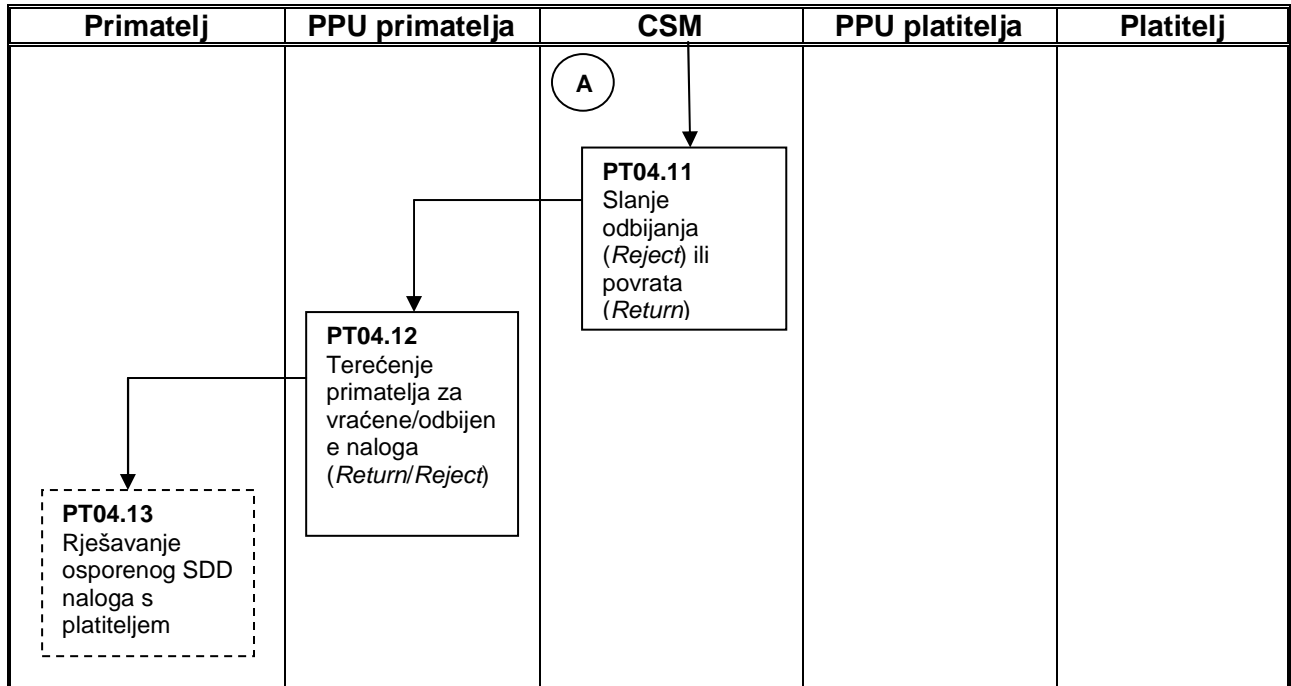 Primatelj PPU primatelja CSM PPU platitelja Platitelj
A
PT04.11
Slanje
odbijanja
(Reject) ili
povrata
(Return)
PT04.12
Terećenje
primatelja za
vraćene/odbijen
e naloga
(Return/Reject)
PT04.13
Rješavanje
osporenog SDD
naloga s
platiteljem